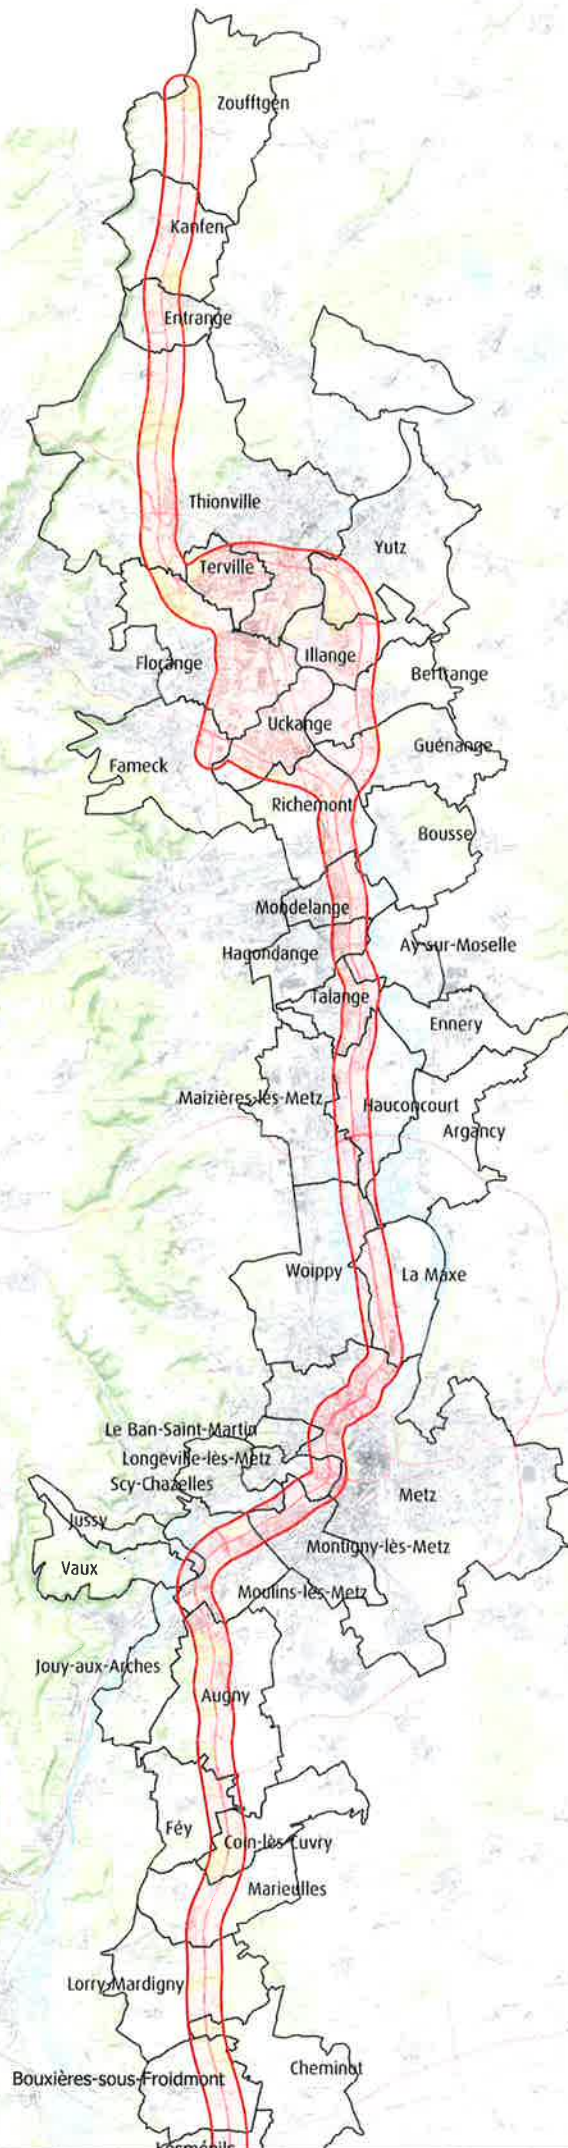 Zoufftgen
Kanfen
Entrange
Thionville
Yutz
Terville
Illange
Florange
Bertrange
Uckange
Guénange
Fameck
Richemont
Bousse
Mondelange
Ay-sur-Moselle
Hagondange
Talange
Ennery
Maizières-lès-Metz
Hauconcourt
Argancy
Woippy
La Maxe
Le Ban-Saint-Martin
Longeville-lès-Metz
Scy-Chazelles
Metz
Jussy
Montigny-lès-Metz
Vaux
Moulins-lès-Metz
Jouy-aux-Arches
Augny
Féy
Coin-lès-Cuvry
Marieulles
Lorry-Mardigny
Cheminot
Bouxières-sous-Froidmont